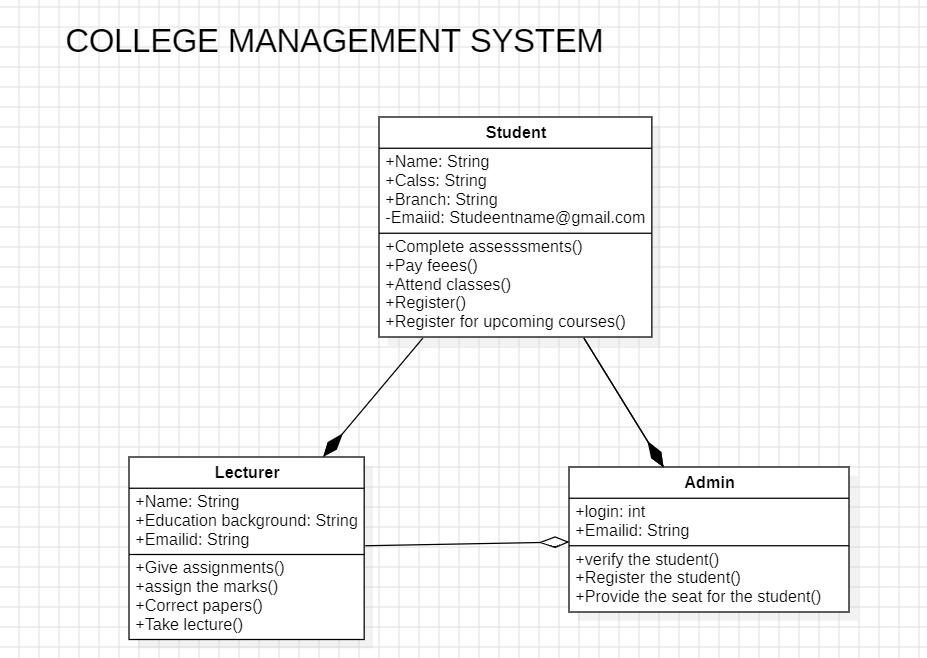 COLLEGE MANAGEMENT SYSTEM
Student
+Name: String
+Calss: String
+Branch: String
-Emaiid: Studeentname@gmail.com
+Complete assesssments()
+Pay feees()
+Attend classes()
+Register()
+Register for upcoming courses()
Lecturer
+Name: String
+Education background: String
+Emailid: String
+Give assignments()
+assign the marks()
+Correct papers()
+Take lecture()
Admin
+login: int
+Emailid: String
+verify the student()
+Register the student()
+Provide the seat for the student()